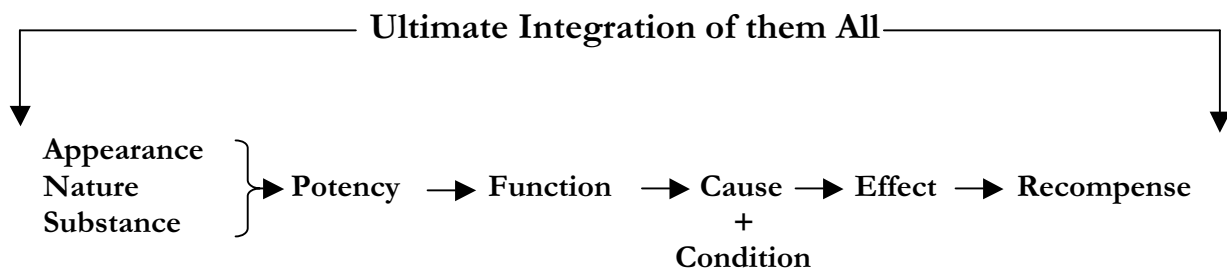 Ultimate Integration of them All
Appearance
Nature
Substance
Potency
Function
Cause
+
Condition
Effect
Recompense